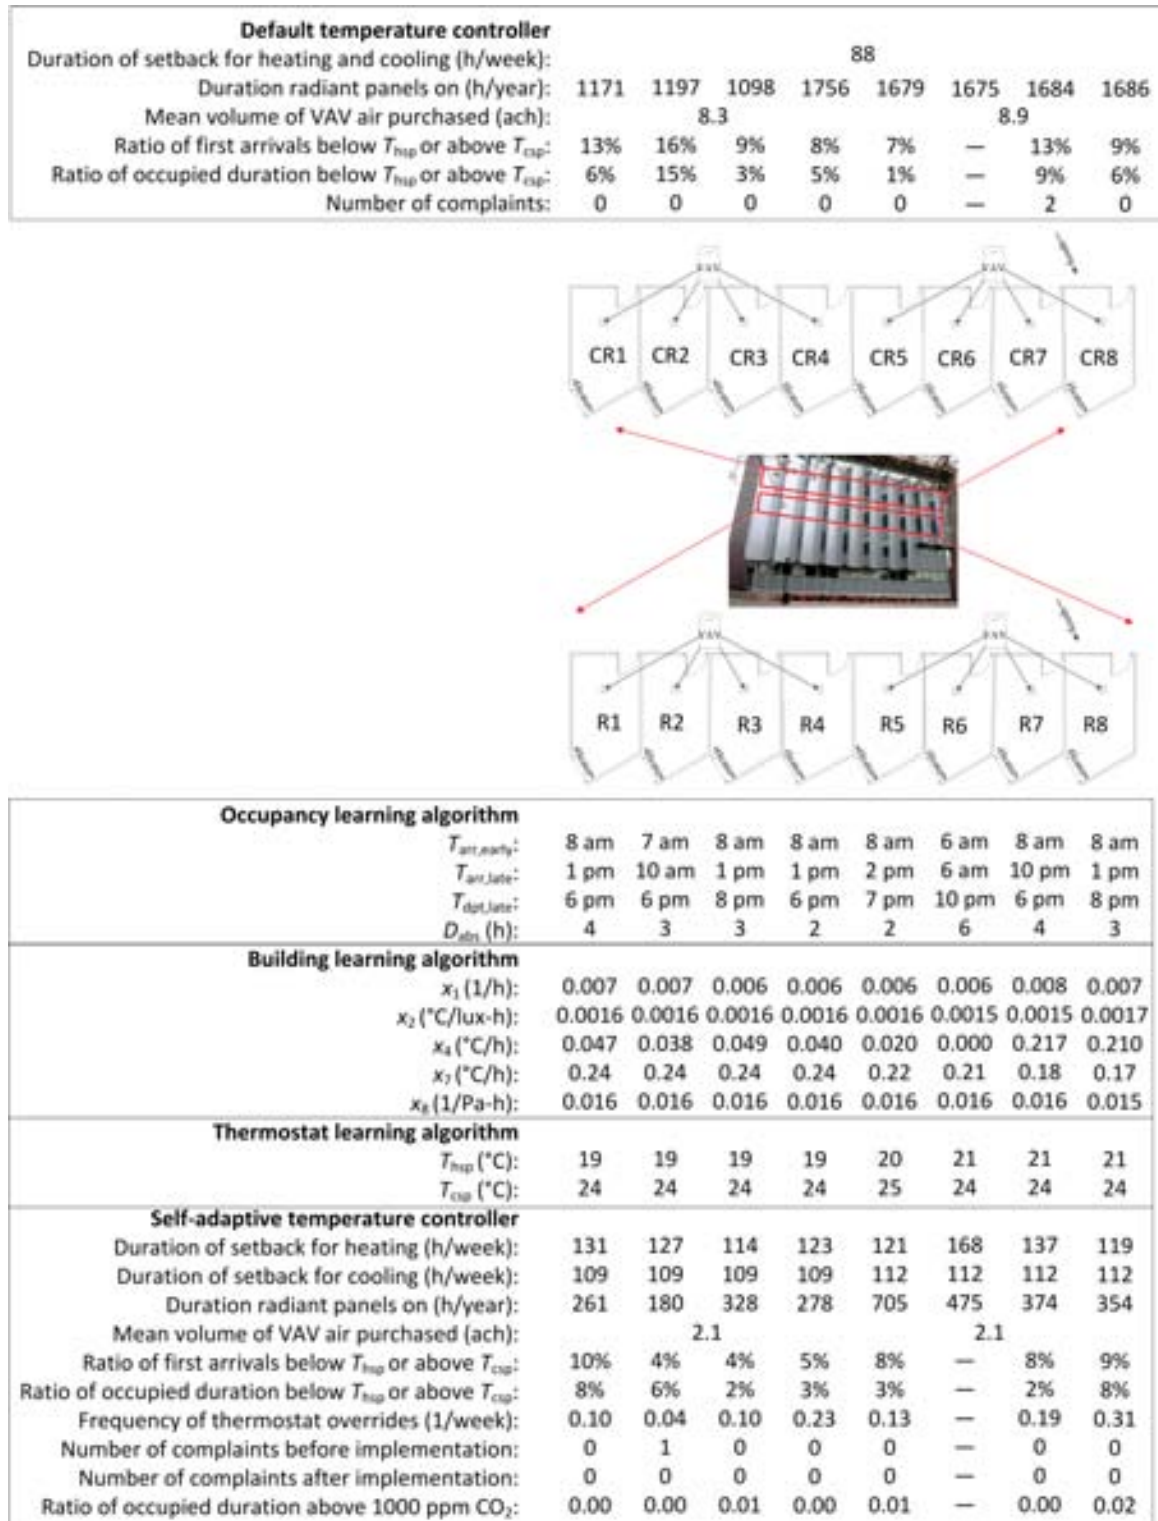 Default temperature controller
Duration of setback for heating and cooling (h/week): 88
Duration radiant panels on (h/year): 1171 1197 1098 1756 1679 1675 1684 1686
Mean volume of VAV air purchased (ach): 8.3 8.9
Ratio of first arrivals below Thsp or above Tcsp: 13% 16% 9% 8% 7% — 13% 9%
Ratio of occupied duration below Thsp or above Tcsp: 6% 15% 3% 5% 1% — 9% 6%
Number of complaints: 0 0 0 0 0 — 2 0
VAV VAV
CR1 CR2 CR3 CR4 CR5 CR6 CR7 CR8
VAV VAV
R1 R2 R3 R4 R5 R6 R7 R8
Occupancy learning algorithm
Tarr,early: 8 am 7 am 8 am 8 am 8 am 6 am 8 am 8 am
Tarr,late: 1 pm 10 am 1 pm 1 pm 2 pm 6 am 10 pm 1 pm
Tdpt,late: 6 pm 6 pm 8 pm 6 pm 7 pm 10 pm 6 pm 8 pm
Dabs (h): 4 3 3 2 2 6 4 3
Building learning algorithm
x1 (1/h): 0.007 0.007 0.006 0.006 0.006 0.006 0.008 0.007
x2 (°C/lux-h): 0.0016 0.0016 0.0016 0.0016 0.0016 0.0015 0.0015 0.0017
x4 (°C/h): 0.047 0.038 0.049 0.040 0.020 0.000 0.217 0.210
x7 (°C/h): 0.24 0.24 0.24 0.24 0.22 0.21 0.18 0.17
x8 (1/Pa-h): 0.016 0.016 0.016 0.016 0.016 0.016 0.016 0.015
Thermostat learning algorithm
Thsp (°C): 19 19 19 19 20 21 21 21
Tcsp (°C): 24 24 24 24 25 24 24 24
Self-adaptive temperature controller
Duration of setback for heating (h/week): 131 127 114 123 121 168 137 119
Duration of setback for cooling (h/week): 109 109 109 109 112 112 112 112
Duration radiant panels on (h/year): 261 180 328 278 705 475 374 354
Mean volume of VAV air purchased (ach): 2.1 2.1
Ratio of first arrivals below Thsp or above Tcsp: 10% 4% 4% 5% 8% — 8% 9%
Ratio of occupied duration below Thsp or above Tcsp: 8% 6% 2% 3% 3% — 2% 8%
Frequency of thermostat overrides (1/week): 0.10 0.04 0.10 0.23 0.13 — 0.19 0.31
Number of complaints before implementation: 0 1 0 0 0 — 0 0
Number of complaints after implementation: 0 0 0 0 0 — 0 0
Ratio of occupied duration above 1000 ppm CO2: 0.00 0.00 0.01 0.00 0.01 — 0.00 0.02